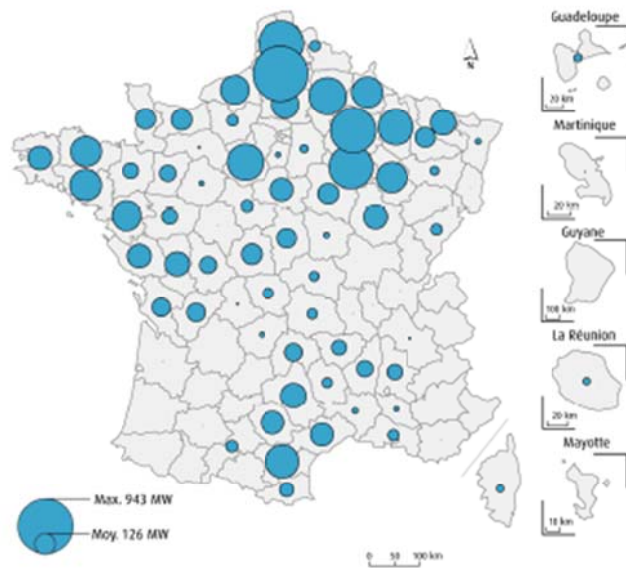 Guadeloupe
20 km
Martinique
20 km
Guyane
100 km
La Réunion
20 km
Mayotte
10 km
N
Max. 943 MW
Moy. 126 MW
0 50 100 km